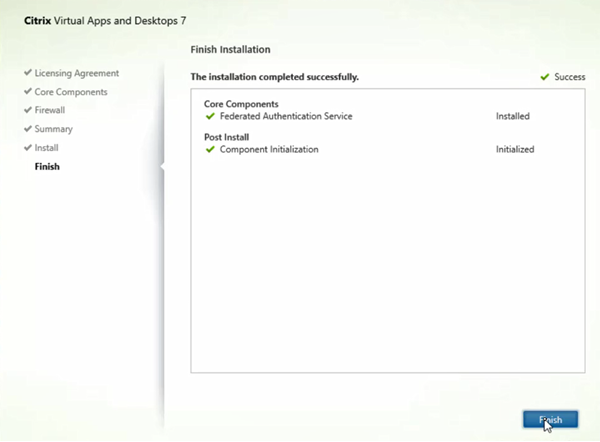 Citrix Virtual Apps and Desktops 7
Finish Installation
Licensing Agreement
Core Components
Firewall
Summary
Install
Finish
The installation completed successfully.
Success
Core Components
Federated Authentication Service Installed
Post Install
Component Initialization Initialized
Finish